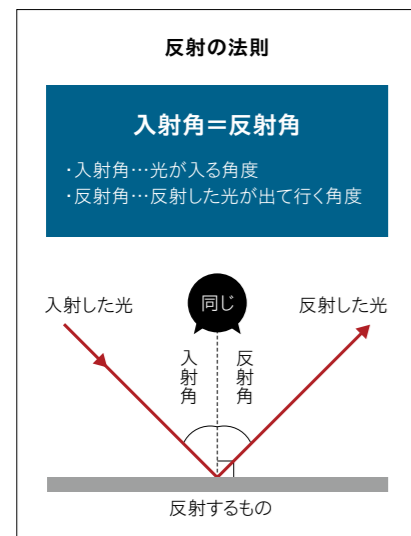 反射の法則
入射角＝反射角
・入射角…光が入る角度
・反射角…反射した光が出て行く角度
入射した光
同じ
反射した光
入射角
反射角
反射するもの